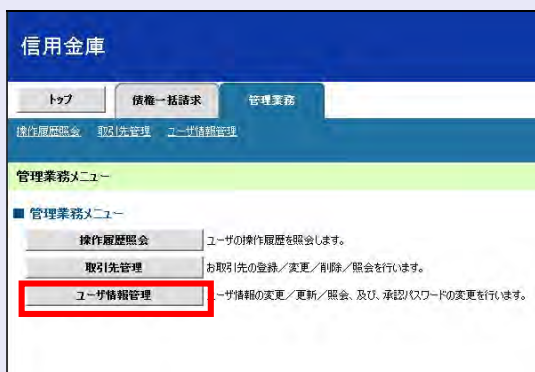 信用金庫
トップ 債権一括請求 管理業務
操作履歴照会 取引先管理 ユーザ情報管理
管理業務メニュー
■ 管理業務メニュー
操作履歴照会 ユーザの操作履歴を照会します。
取引先管理 お取引先の登録／変更／削除／照会を行います。
ユーザ情報管理 ユーザ情報の変更／更新／照会、及び、承認パスワードの変更を行います。